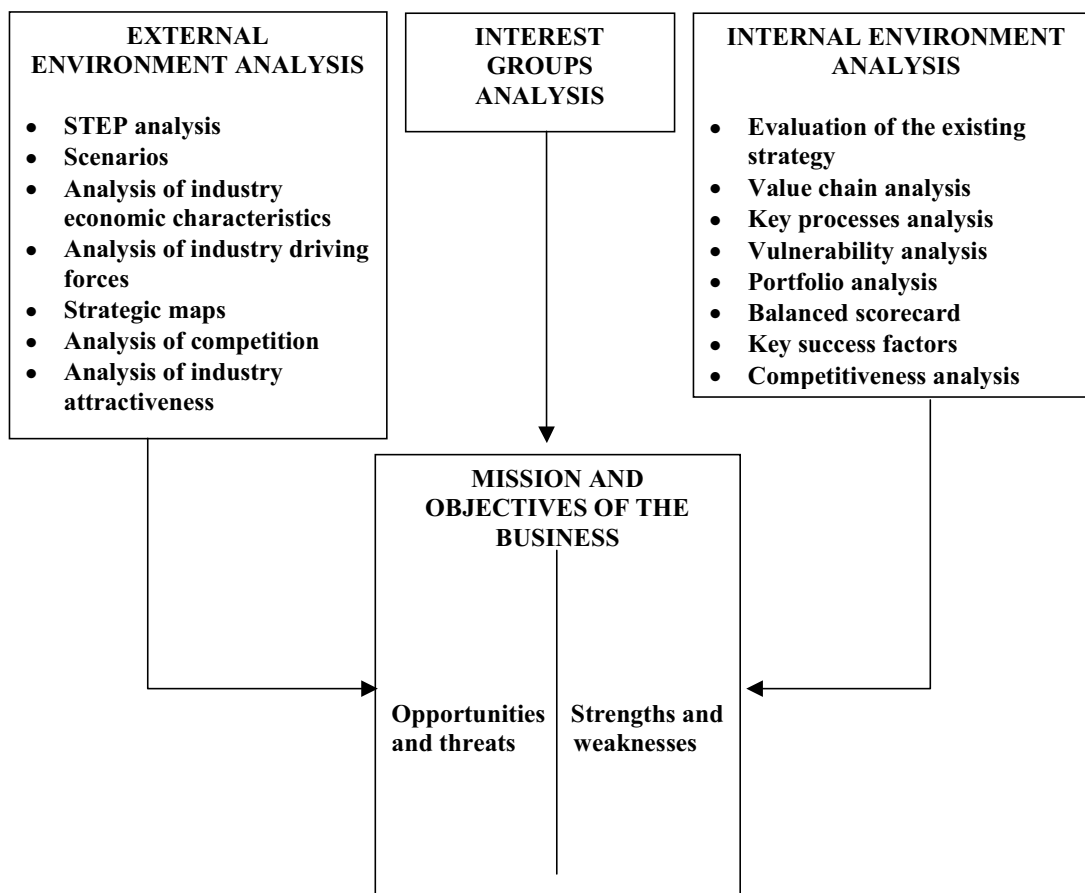 EXTERNAL
ENVIRONMENT ANALYSIS
• STEP analysis
• Scenarios
• Analysis of industry
economic characteristics
• Analysis of industry driving
forces
• Strategic maps
• Analysis of competition
• Analysis of industry
attractiveness
INTEREST
GROUPS
ANALYSIS
INTERNAL ENVIRONMENT
ANALYSIS
• Evaluation of the existing
strategy
• Value chain analysis
• Key processes analysis
• Vulnerability analysis
• Portfolio analysis
• Balanced scorecard
• Key success factors
• Competitiveness analysis
MISSION AND
OBJECTIVES OF THE
BUSINESS
Opportunities
and threats
Strengths and
weaknesses